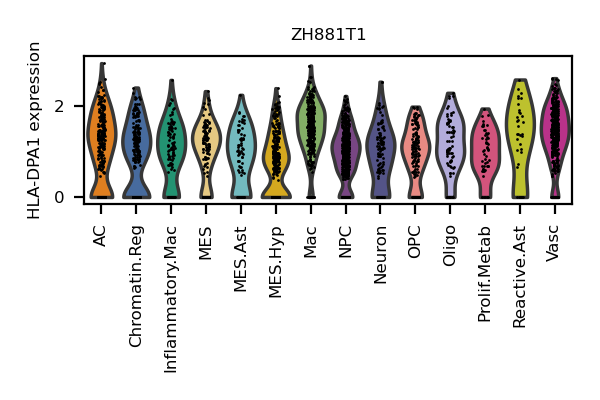 ZH881T1
HLA-DPA1 expression
2
0
AC
Chromatin.Reg
Inflammatory.Mac
MES
MES.Ast
MES.Hyp
Mac
NPC
Neuron
OPC
Oligo
Prolif.Metab
Reactive.Ast
Vasc